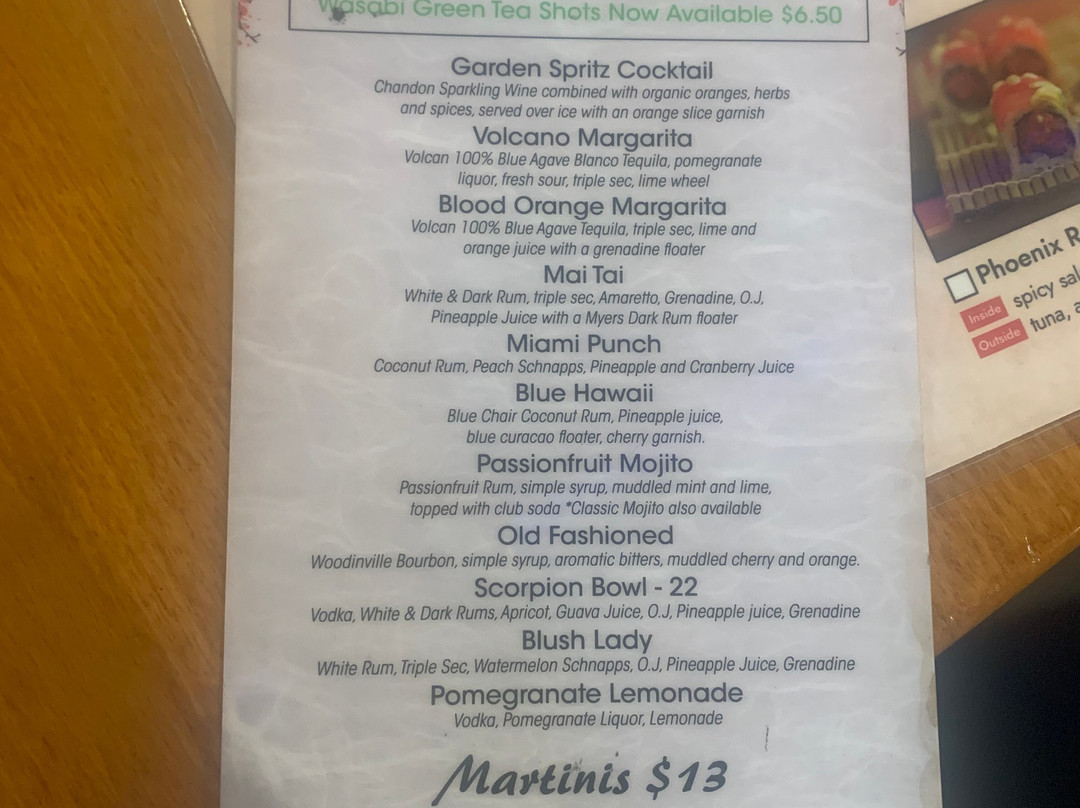 Wasabi Green Tea Shots Now Available $6.50
Garden Spritz Cocktail
Chandon Sparkling Wine combined with organic oranges, herbs
and spices, served over ice with an orange slice garnish
Volcano Margarita
Volcan 100% Blue Agave Blanco Tequila, pomegranate
liquor, fresh sour, triple sec, lime wheel
Blood Orange Margarita
Volcan 100% Blue Agave Tequila, triple sec, lime and
orange juice with a grenadine floater
Mai Tai
White & Dark Rum, triple sec, Amaretto, Grenadine, O.J,
Pineapple Juice with a Myers Dark Rum floater
Miami Punch
Coconut Rum, Peach Schnapps, Pineapple and Cranberry Juice
Blue Hawaii
Blue Chair Coconut Rum, Pineapple juice,
blue curacao floater, cherry garnish.
Passionfruit Mojito
Passionfruit Rum, simple syrup, muddled mint and lime,
topped with club soda *Classic Mojito also available
Old Fashioned
Woodinville Bourbon, simple syrup, aromatic bitters, muddled cherry and orange.
Scorpion Bowl - 22
Vodka, White & Dark Rums, Apricot, Guava Juice, O.J, Pineapple juice, Grenadine
Blush Lady
White Rum, Triple Sec, Watermelon Schnapps, O.J, Pineapple Juice, Grenadine
Pomegranate Lemonade
Vodka, Pomegranate Liquor, Lemonade
Martinis $13
Phoenix
Inside spicy
Outside tuna,